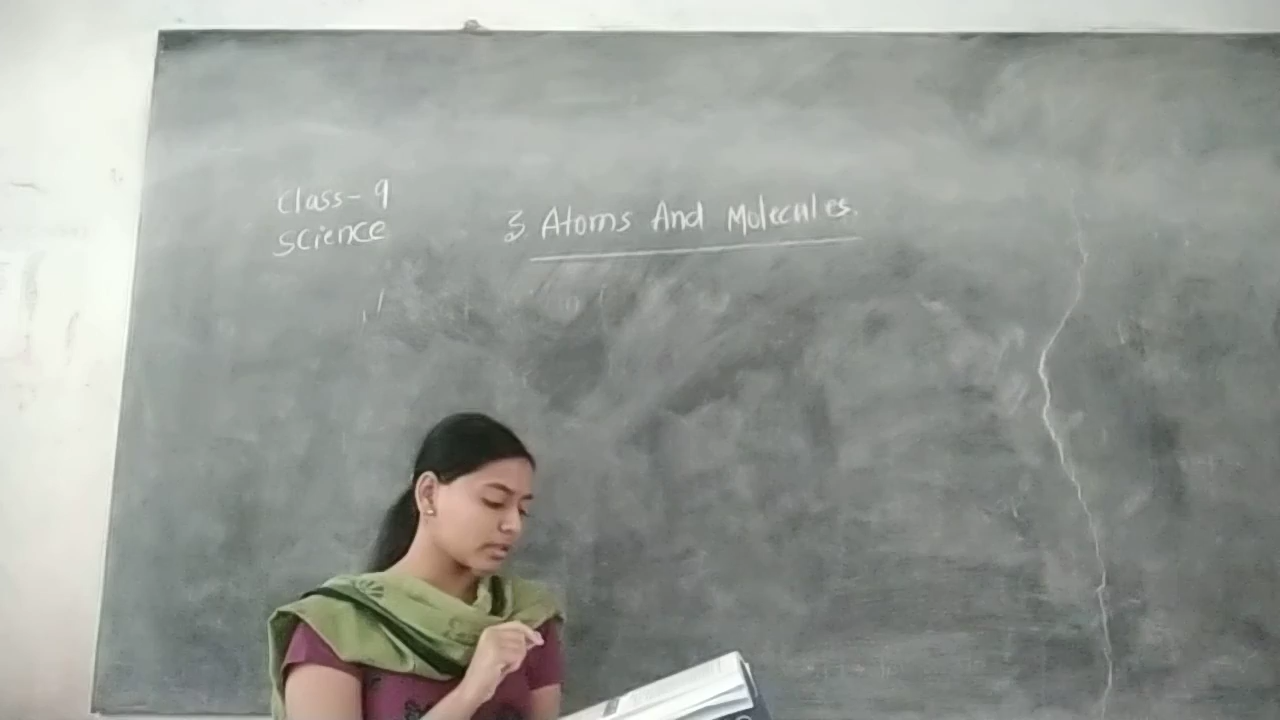 Class-9
Science
3. Atoms And Molecules.